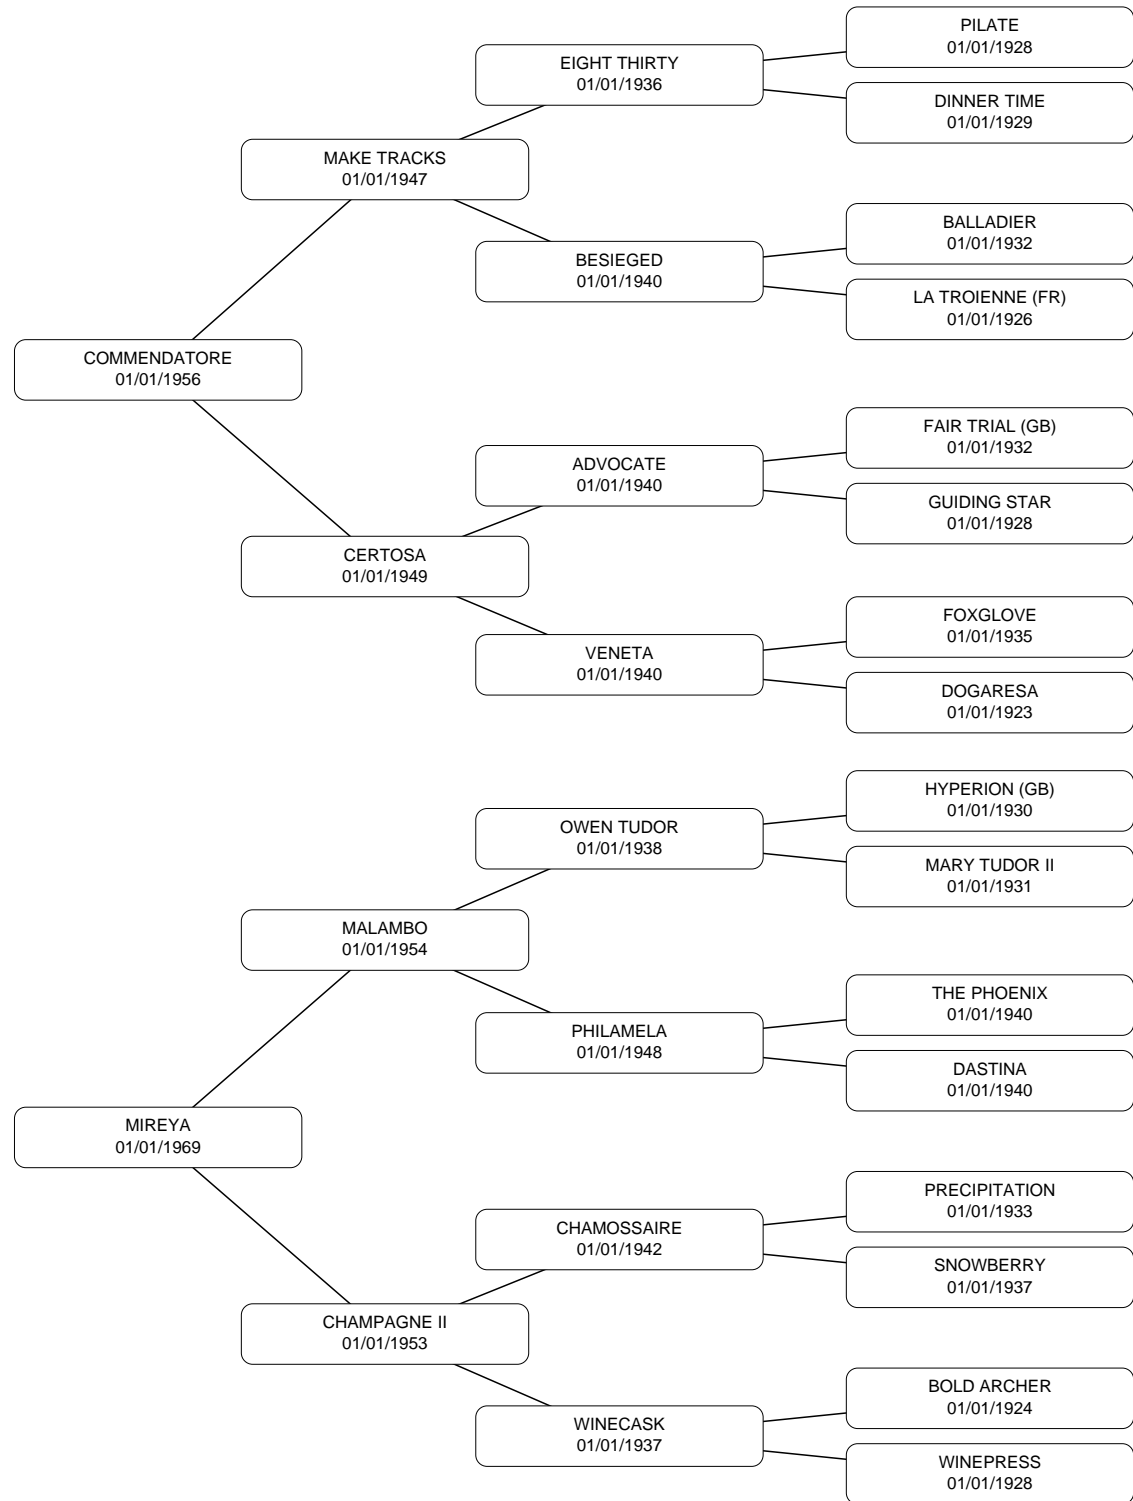 PILATE
01/01/1928
EIGHT THIRTY
01/01/1936
DINNER TIME
01/01/1929
MAKE TRACKS
01/01/1947
BALLADIER
01/01/1932
BESIEGED
01/01/1940
LA TROIENNE (FR)
01/01/1926
COMMENDATORE
01/01/1956
FAIR TRIAL (GB)
01/01/1932
ADVOCATE
01/01/1940
GUIDING STAR
01/01/1928
CERTOSA
01/01/1949
FOXGLOVE
01/01/1935
VENETA
01/01/1940
DOGARESA
01/01/1923
HYPERION (GB)
01/01/1930
OWEN TUDOR
01/01/1938
MARY TUDOR II
01/01/1931
MALAMBO
01/01/1954
THE PHOENIX
01/01/1940
PHILAMELA
01/01/1948
DASTINA
01/01/1940
MIREYA
01/01/1969
PRECIPITATION
01/01/1933
CHAMOSSAIRE
01/01/1942
SNOWBERRY
01/01/1937
CHAMPAGNE II
01/01/1953
BOLD ARCHER
01/01/1924
WINECASK
01/01/1937
WINEPRESS
01/01/1928